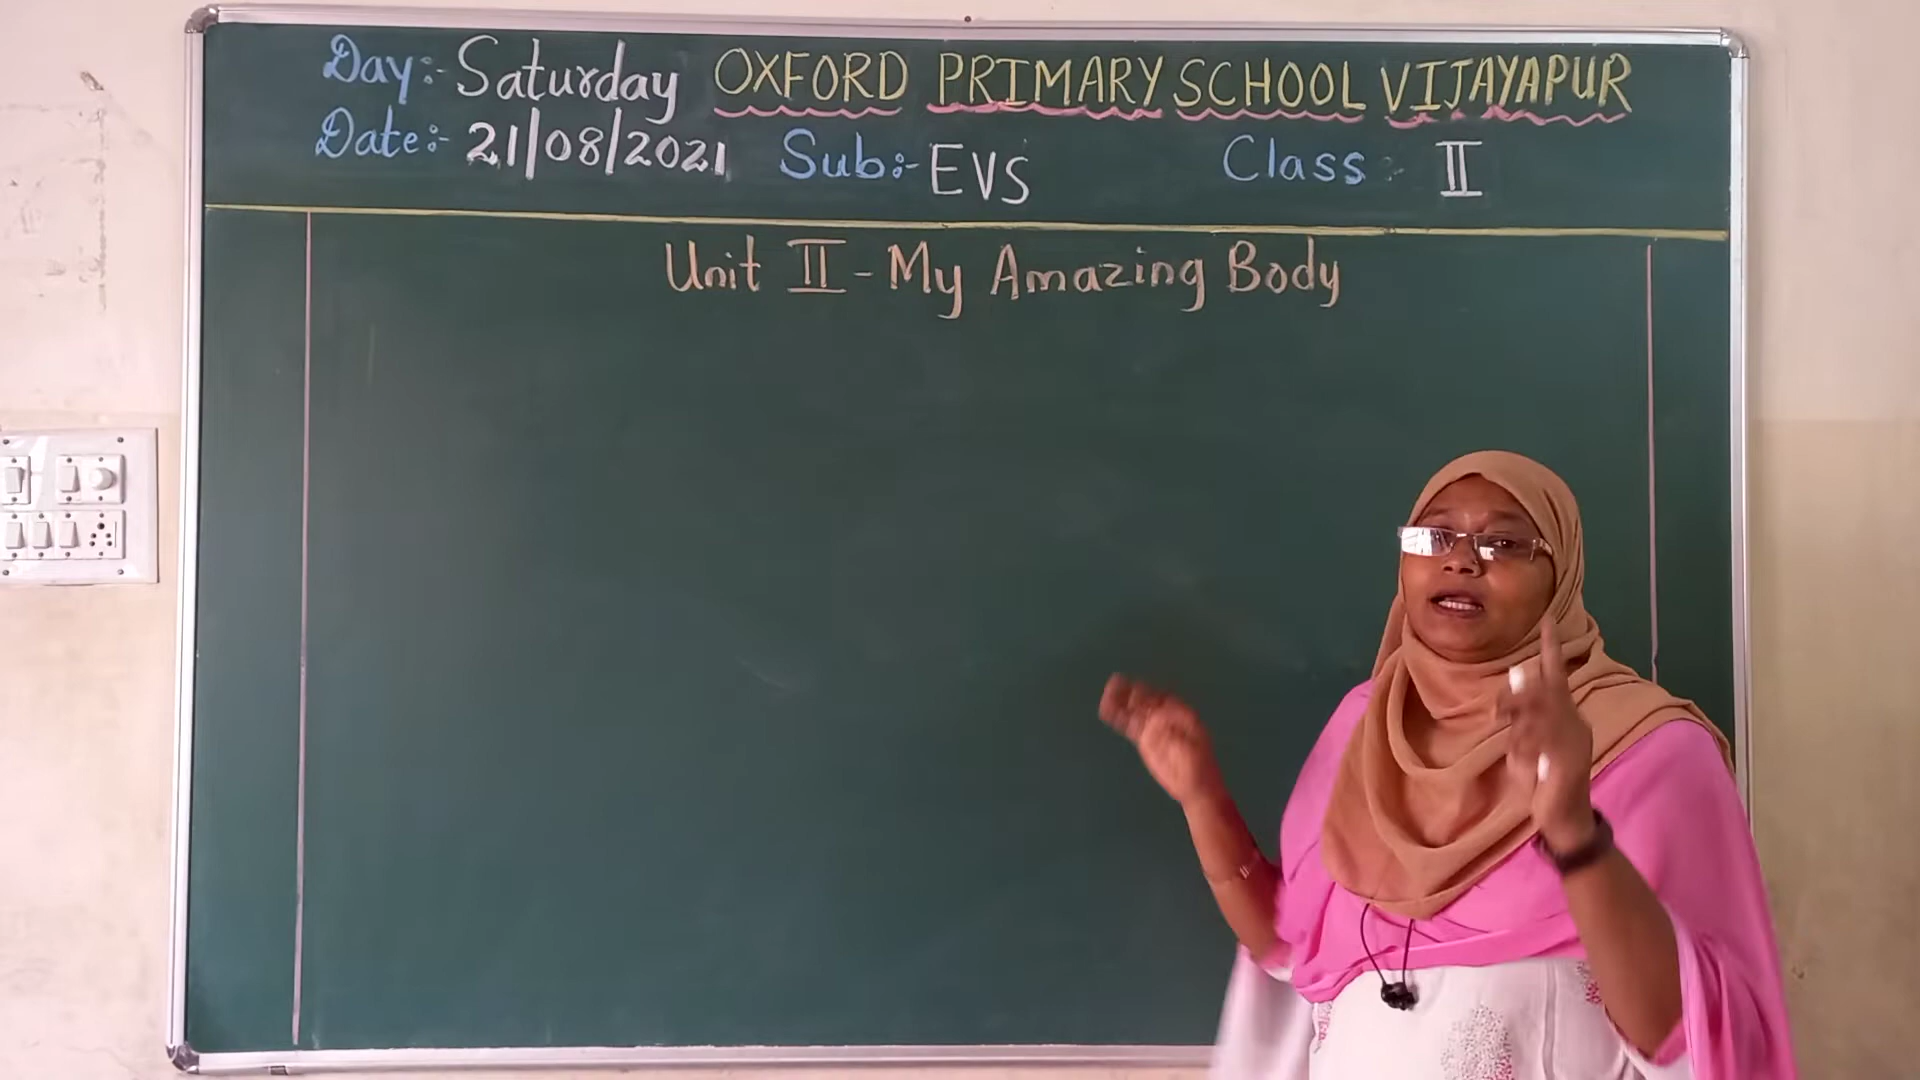 Day:- Saturday OXFORD PRIMARY SCHOOL VIJAYAPUR
Date:- 21/08/2021 Sub:- EVS Class:- II
Unit II - My Amazing Body